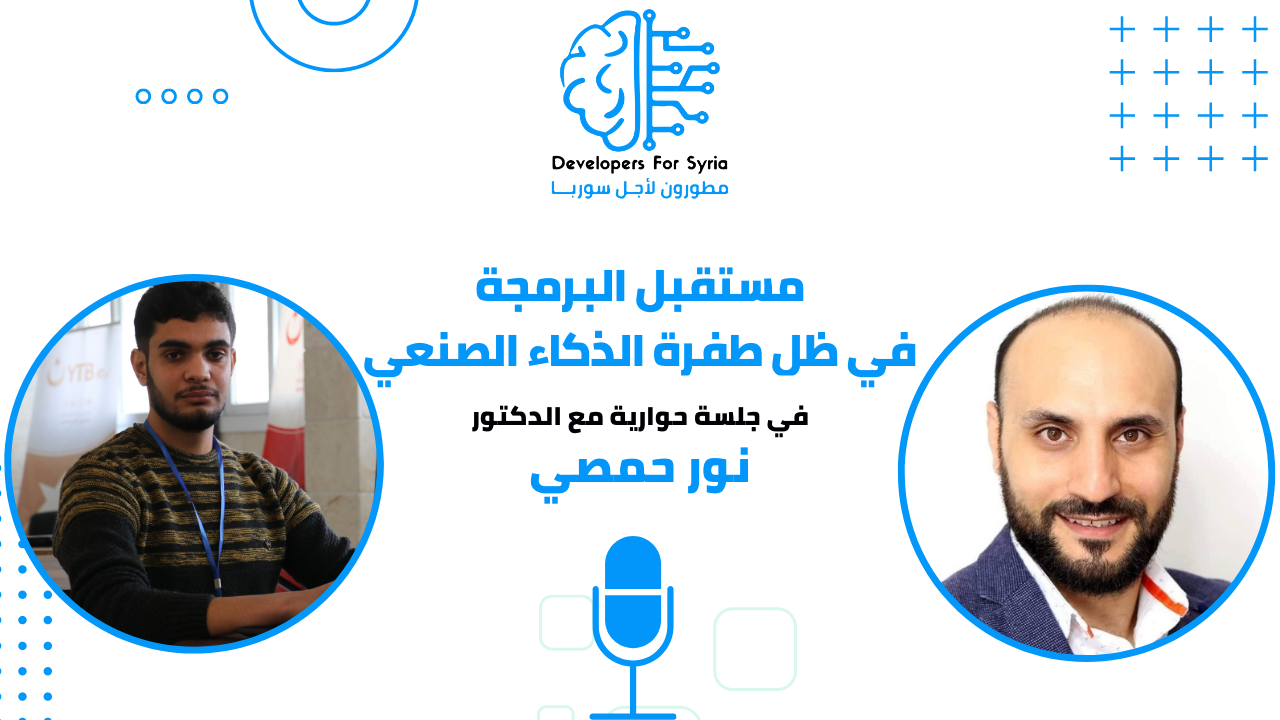 Developers For Syria
مطورون لأجل سوريا
مستقبل البرمجة
في ظل طفرة الذكاء الصنعي
في جلسة حوارية مع الدكتور
نور حمصي
YTB